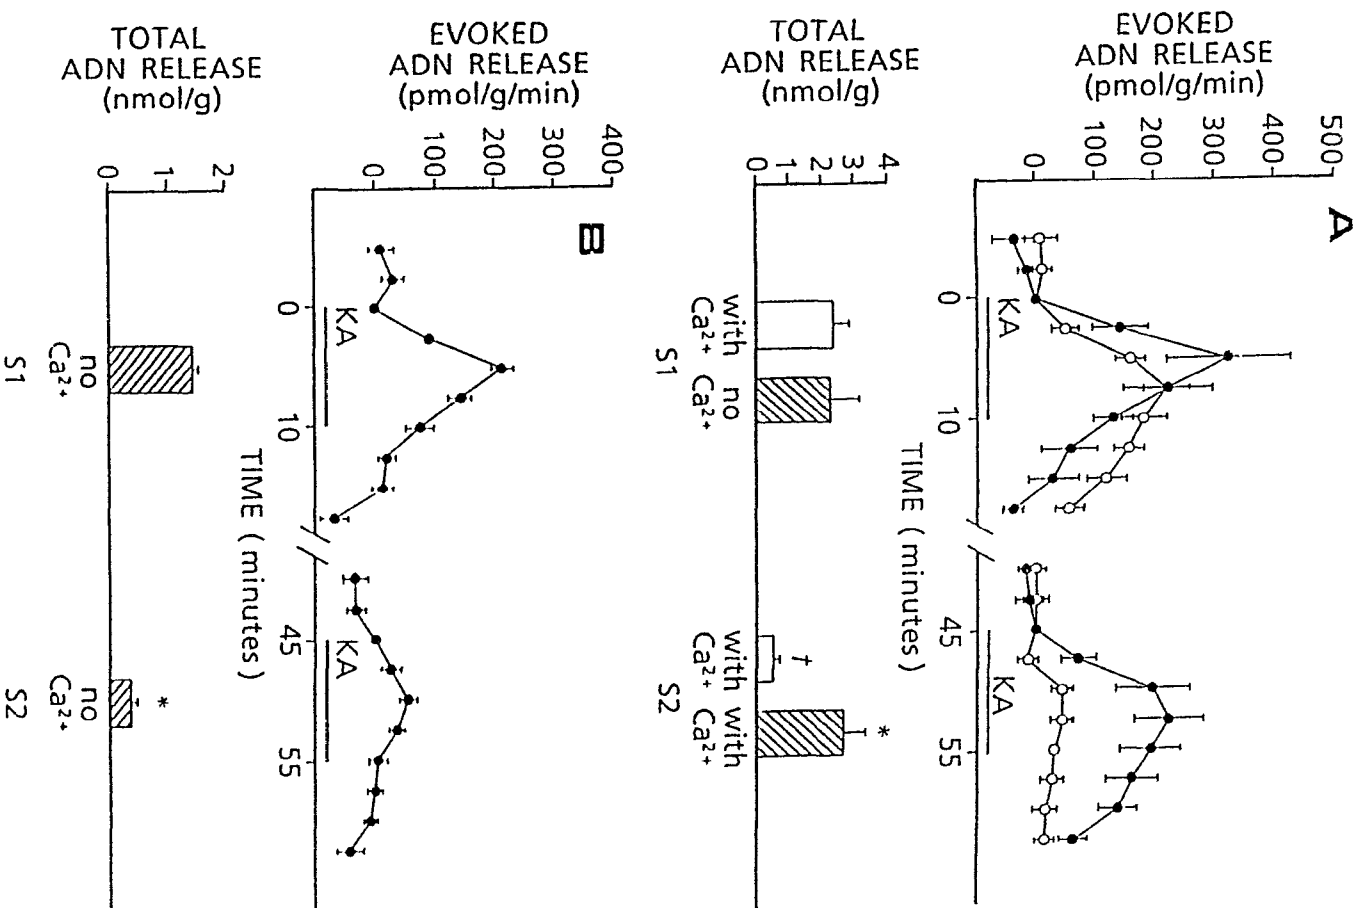 A
EVOKED
ADN RELEASE
(pmol/g/min)
500
400
300
200
100
0
KA
KA
0
10
45
55
TIME (minutes)
TOTAL
ADN RELEASE
(nmol/g)
4
3
2
1
0
†
*
with no with with
Ca²⁺ Ca²⁺ Ca²⁺ Ca²⁺
S1 S2
B
EVOKED
ADN RELEASE
(pmol/g/min)
400
300
200
100
0
KA
KA
0
10
45
55
TIME (minutes)
TOTAL
ADN RELEASE
(nmol/g)
2
1
0
*
no no
Ca²⁺ Ca²⁺
S1 S2